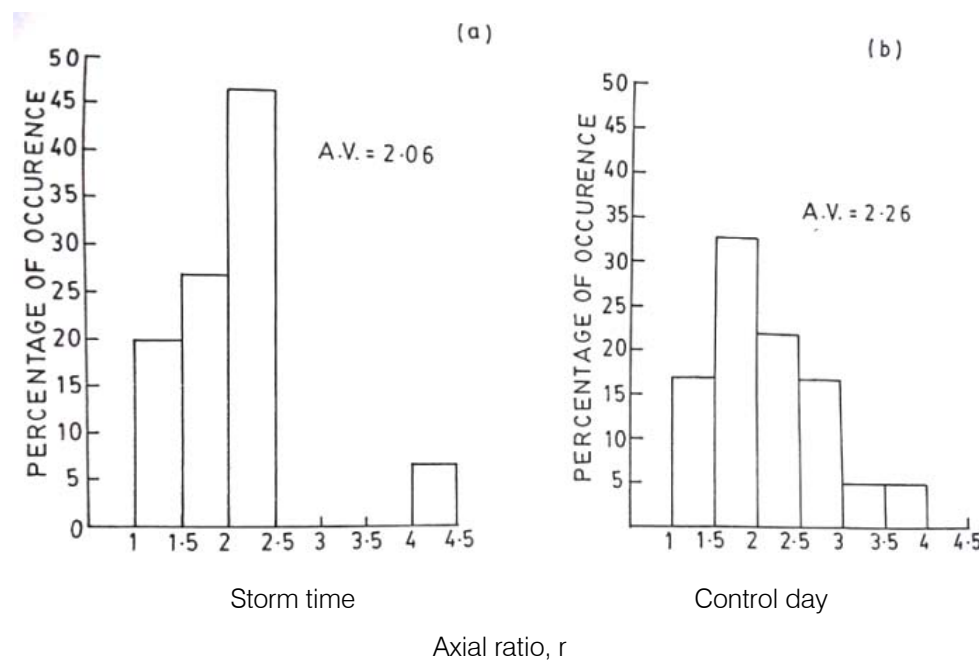 (a)
PERCENTAGE OF OCCURENCE
50
45
40
35
30
25
20
15
10
5
0
A.V. = 2·06
1 1·5 2 2·5 3 3·5 4 4·5
Storm time
(b)
PERCENTAGE OF OCCURENCE
50
45
40
35
30
25
20
15
10
5
A.V. = 2·26
1 1·5 2 2·5 3 3·5 4 4·5
Control day
Axial ratio, r